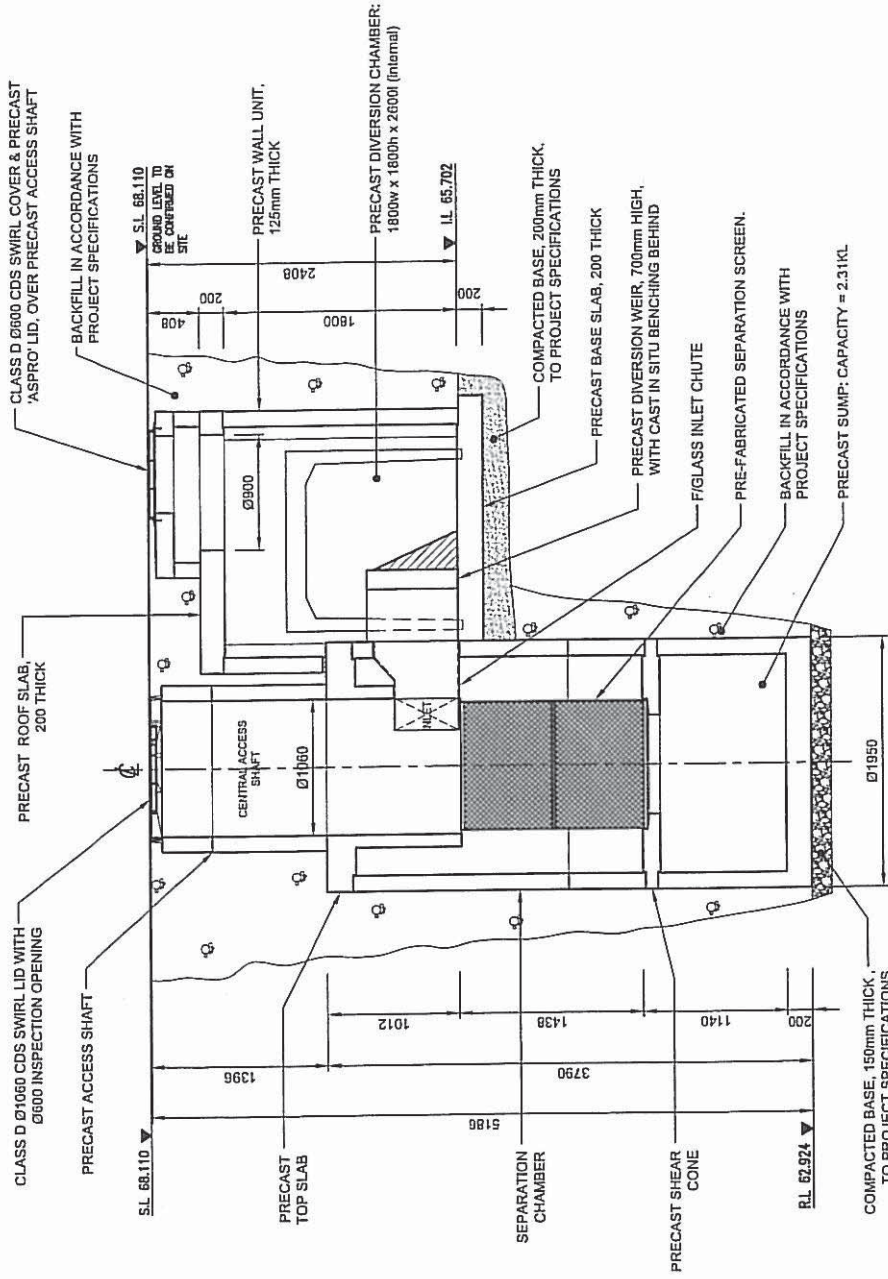 CLASS D Ø1060 CDS SWIRL LID WITH
Ø600 INSPECTION OPENING
PRECAST ACCESS SHAFT
S.L 68.110
PRECAST
TOP SLAB
SEPARATION
CHAMBER
PRECAST SHEAR
CONE
R.L 62.924
COMPACTED BASE, 150mm THICK,
TO PROJECT SPECIFICATIONS
1396
1012
1438
1140
200
3790
5186
PRECAST ROOF SLAB,
200 THICK
CENTRAL ACCESS
SHAFT
Ø1060
INLET
Ø1950
Ø900
CLASS D Ø600 CDS SWIRL COVER & PRECAST
'ASPRO' LID, OVER PRECAST ACCESS SHAFT
BACKFILL IN ACCORDANCE WITH
PROJECT SPECIFICATIONS
S.L 68.110
GROUND LEVEL TO
BE CONFIRMED ON
SITE
408
200
1800
2408
200
PRECAST WALL UNIT,
125mm THICK
PRECAST DIVERSION CHAMBER:
1800w x 1800h x 2600l (internal)
I.L 65.702
COMPACTED BASE, 200mm THICK,
TO PROJECT SPECIFICATIONS
PRECAST BASE SLAB, 200 THICK
PRECAST DIVERSION WEIR, 700mm HIGH,
WITH CAST IN SITU BENCHING BEHIND
F/GLASS INLET CHUTE
PRE-FABRICATED SEPARATION SCREEN.
BACKFILL IN ACCORDANCE WITH
PROJECT SPECIFICATIONS
PRECAST SUMP: CAPACITY = 2.31KL